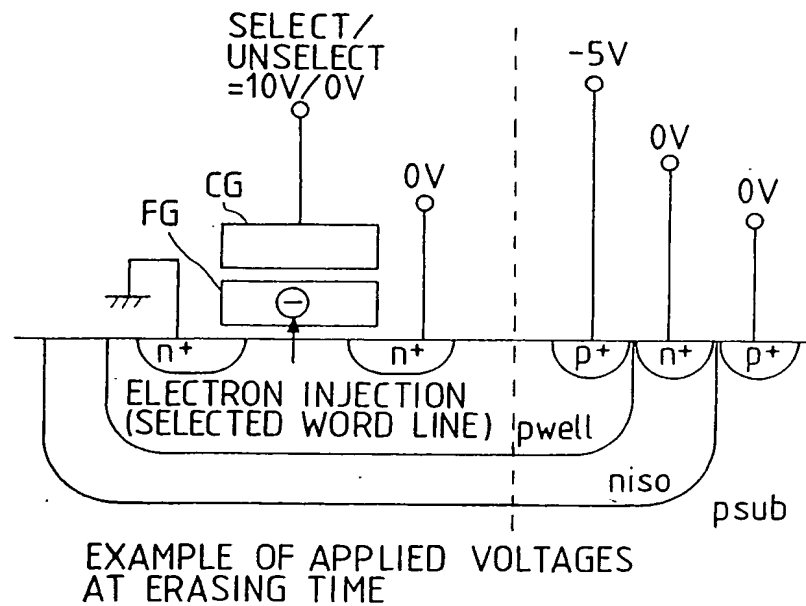 SELECT/
UNSELECT
=10V/0V
-5V
0V
0V
0V
CG
FG
n+
n+
p+
n+
p+
ELECTRON INJECTION
(SELECTED WORD LINE)
pwell
niso
psub
EXAMPLE OF APPLIED VOLTAGES
AT ERASING TIME